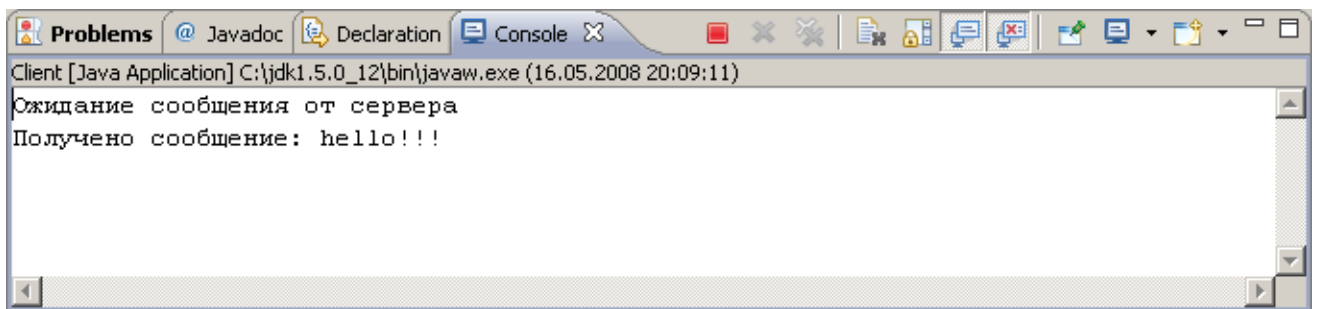 Problems @ Javadoc Declaration Console
Client [Java Application] C:\jdk1.5.0_12\bin\javaw.exe (16.05.2008 20:09:11)
Ожидание сообщения от сервера
Получено сообщение: hello!!!